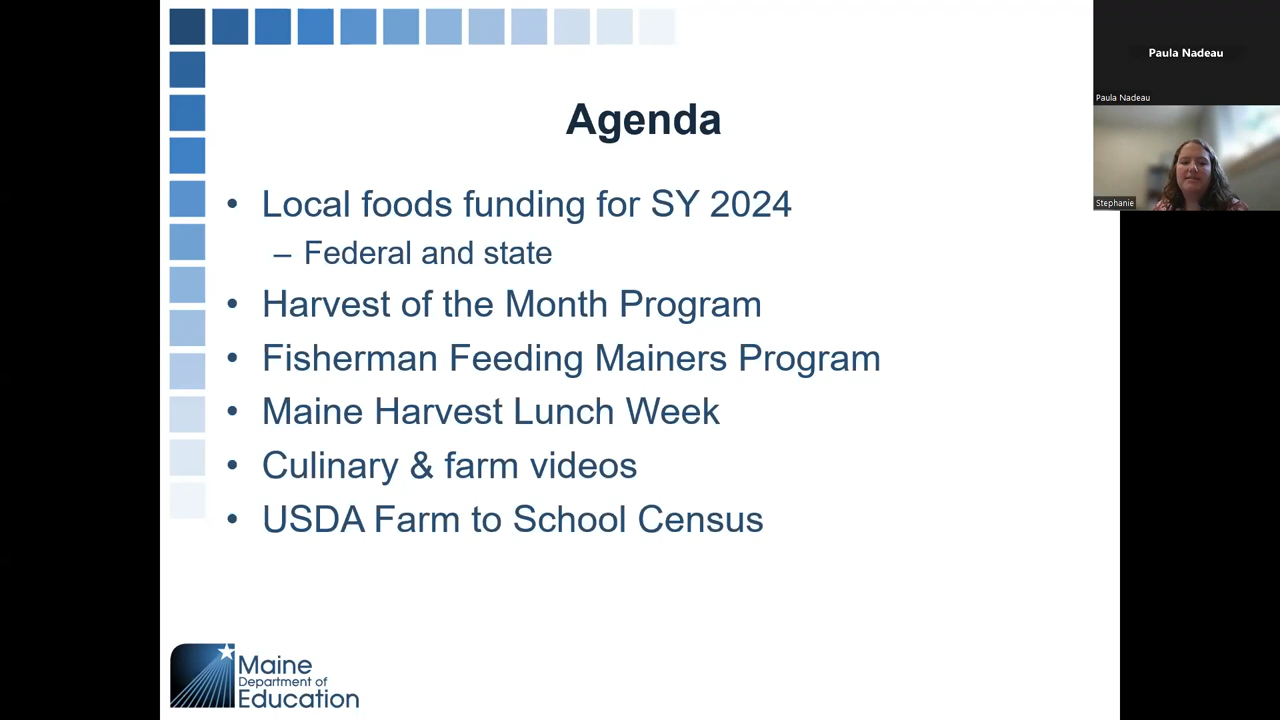 Agenda
• Local foods funding for SY 2024
– Federal and state
• Harvest of the Month Program
• Fisherman Feeding Mainers Program
• Maine Harvest Lunch Week
• Culinary & farm videos
• USDA Farm to School Census
Maine
Department of
Education
Paula Nadeau
Paula Nadeau
Stephanie